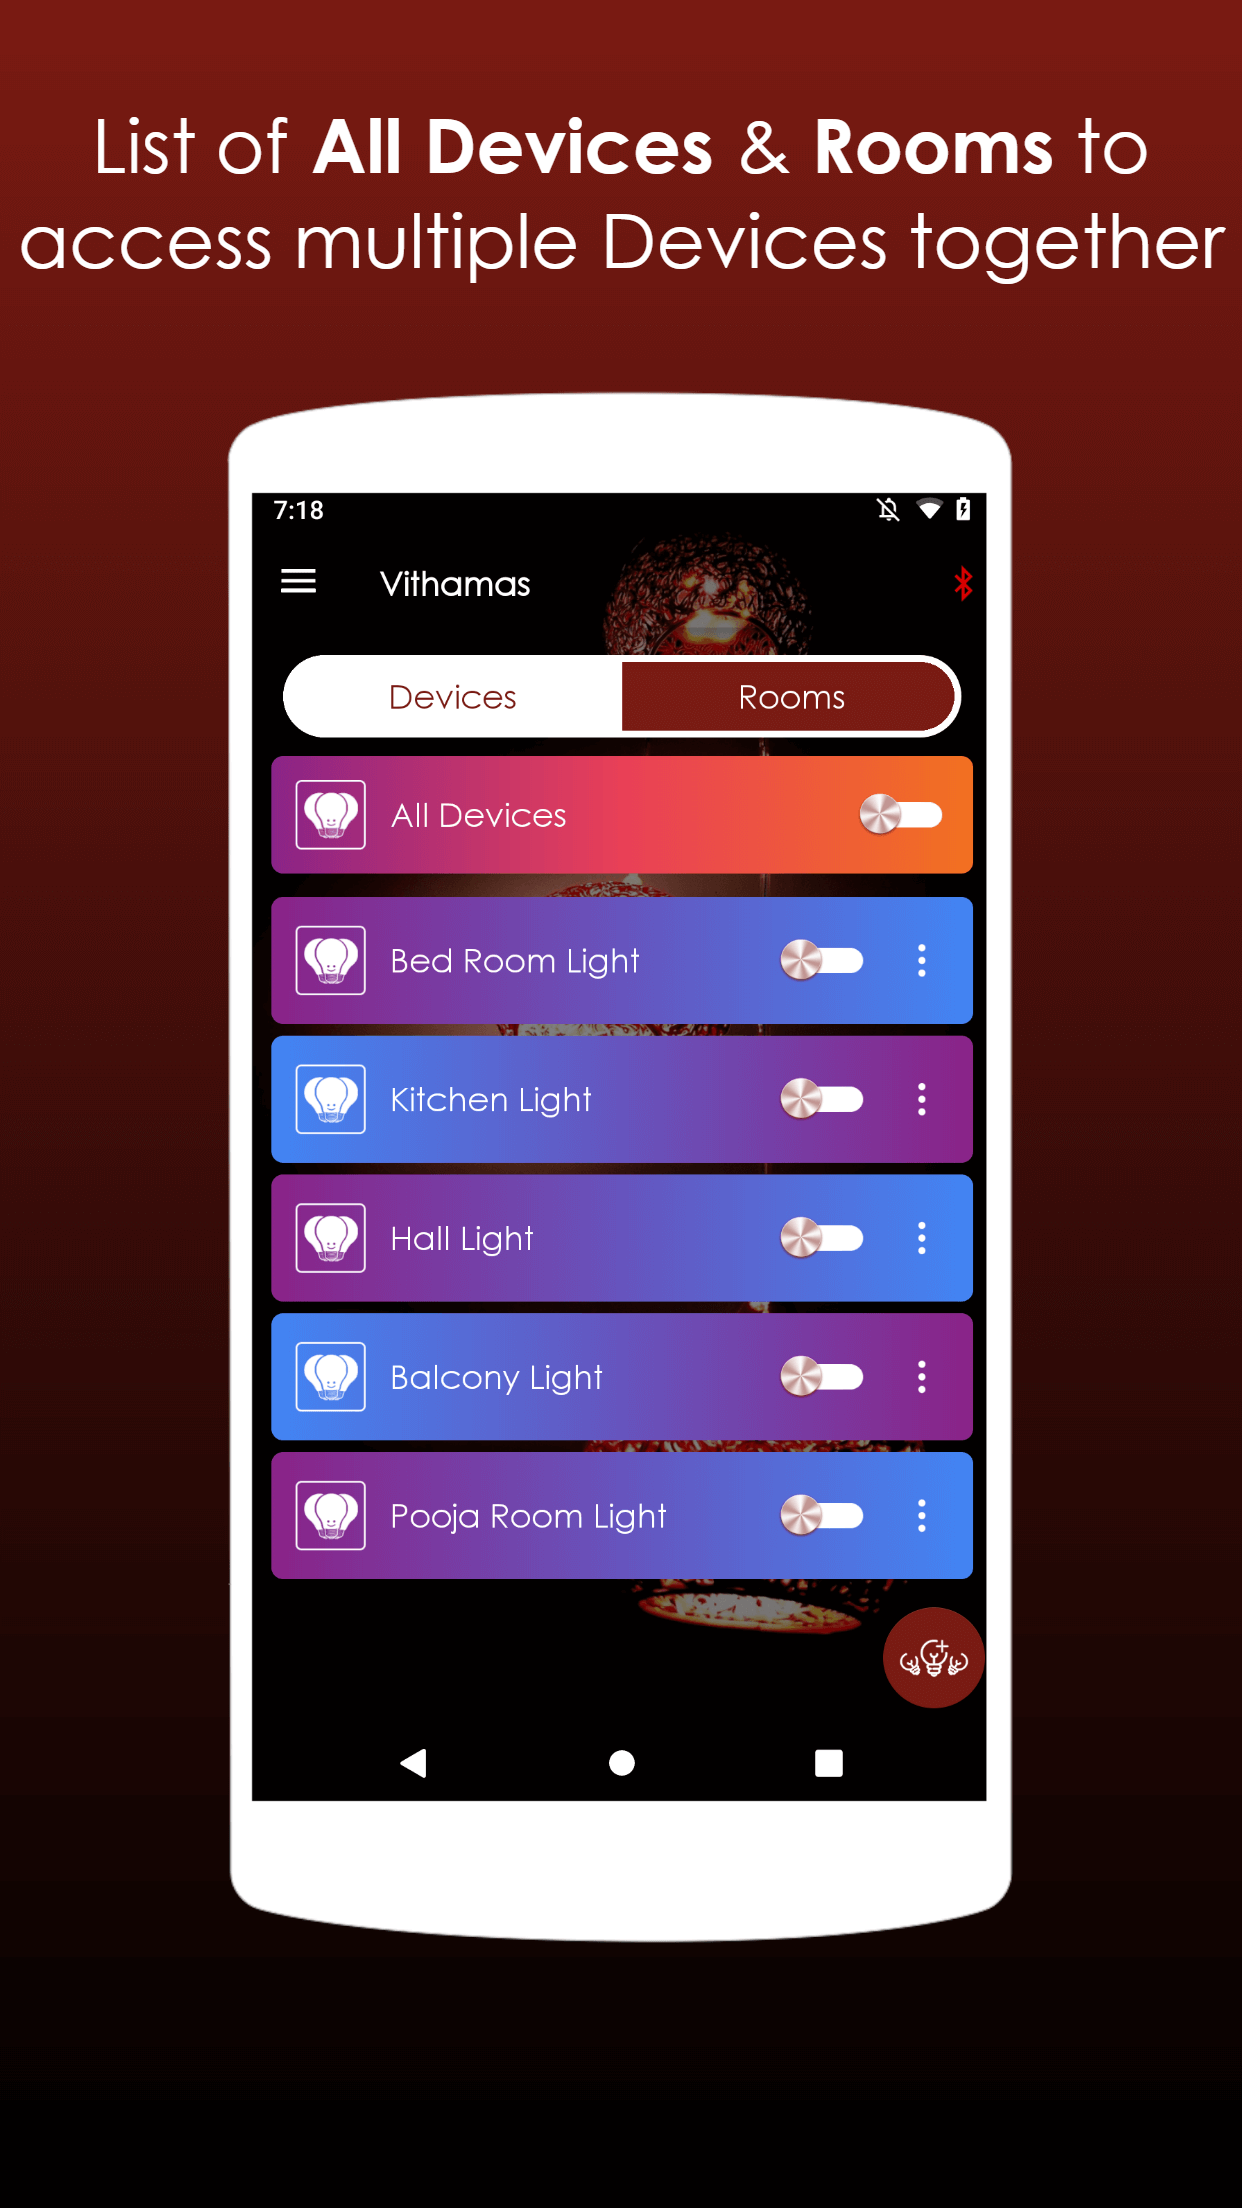 List of All Devices & Rooms to
access multiple Devices together
7:18
Vithamas
Devices
Rooms
All Devices
Bed Room Light
Kitchen Light
Hall Light
Balcony Light
Pooja Room Light